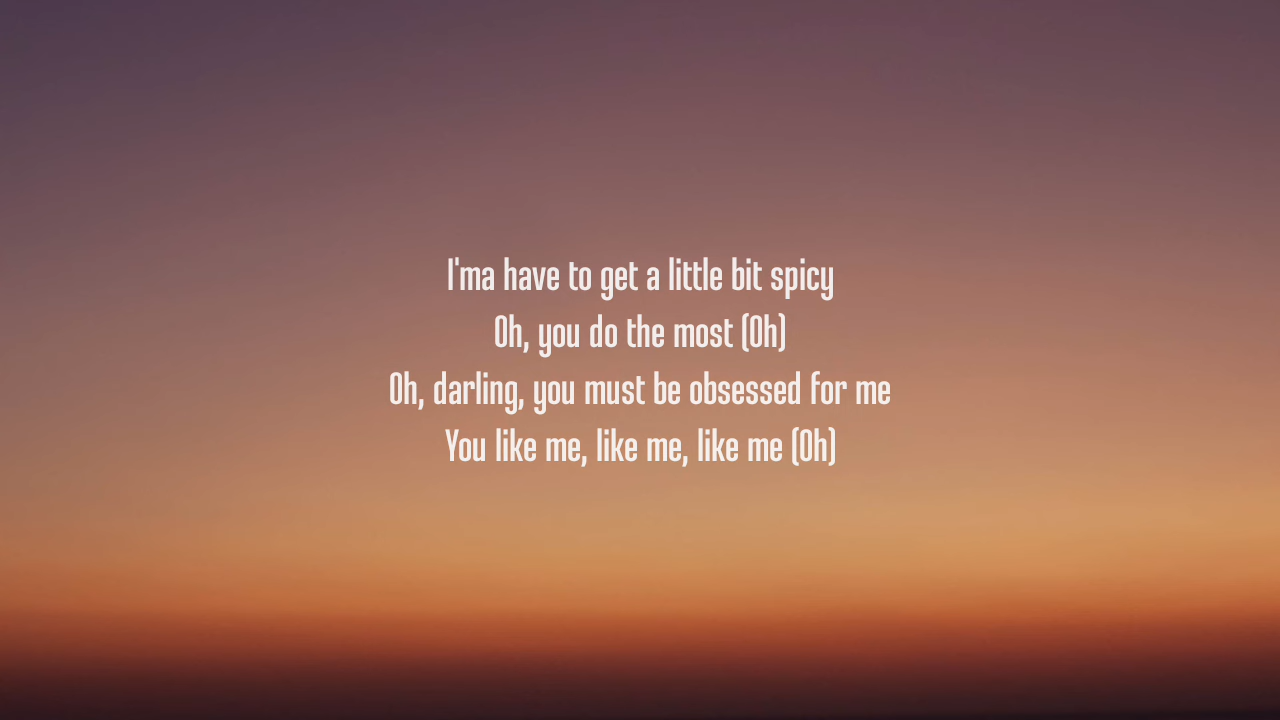 I'ma have to get a little bit spicy
Oh, you do the most (Oh)
Oh, darling, you must be obsessed for me
You like me, like me, like me (Oh)